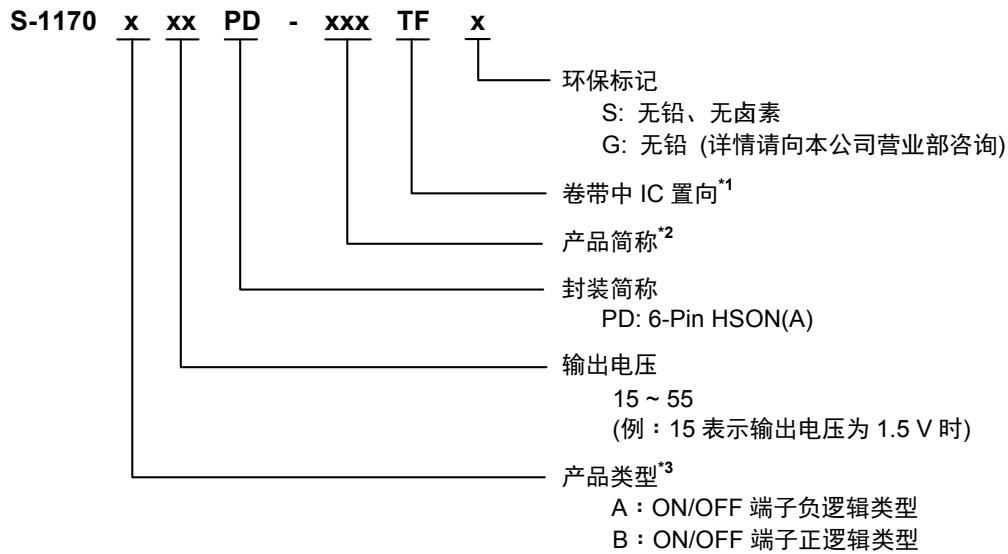 S-1170 x xx PD - xxx TF x
环保标记
S: 无铅、无卤素
G: 无铅 (详情请向本公司营业部咨询)
卷带中 IC 置向*1
产品简称*2
封装简称
PD: 6-Pin HSON(A)
输出电压
15 ~ 55
(例：15 表示输出电压为 1.5 V 时)
产品类型*3
A：ON/OFF 端子负逻辑类型
B：ON/OFF 端子正逻辑类型